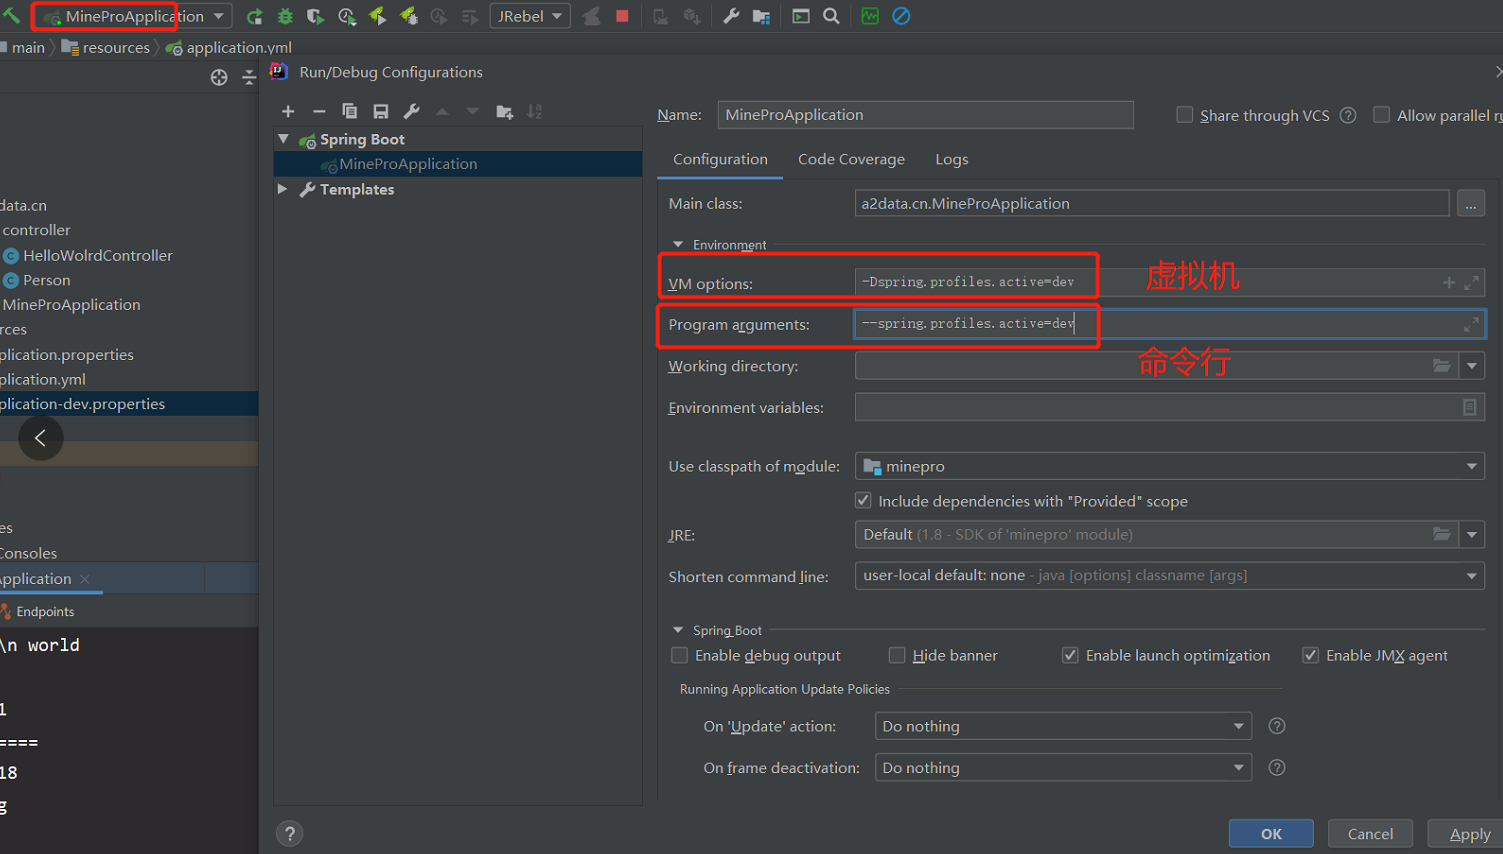 MineProApplication
JRebel
main
resources
application.yml
Run/Debug Configurations
Name:
MineProApplication
Share through VCS
Allow parallel ru
Spring Boot
MineProApplication
Templates
Configuration
Code Coverage
Logs
Main class:
a2data.cn.MineProApplication
...
Environment
VM options:
-Dspring.profiles.active=dev
虚拟机
Program arguments:
--spring.profiles.active=dev
命令行
Working directory:
Environment variables:
Use classpath of module:
minepro
Include dependencies with "Provided" scope
JRE:
Default (1.8 - SDK of 'minepro' module)
Shorten command line:
user-local default: none - java [options] classname [args]
Spring Boot
Enable debug output
Hide banner
Enable launch optimization
Enable JMX agent
Running Application Update Policies
On 'Update' action:
Do nothing
On frame deactivation:
Do nothing
OK
Cancel
Apply
data.cn
controller
HelloWolrdController
Person
MineProApplication
rces
plication.properties
plication.yml
plication-dev.properties
es
Consoles
Application
Endpoints
\n world
1
====
18
g